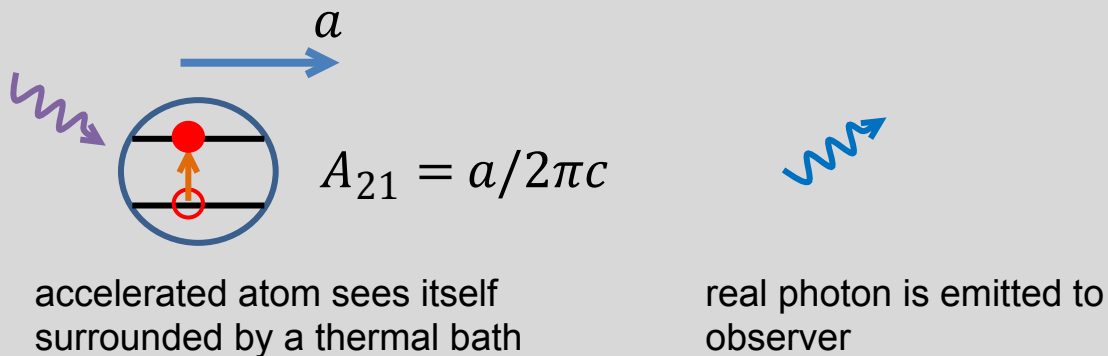 a
A₂₁ = a/2πc
accelerated atom sees itself
surrounded by a thermal bath
real photon is emitted to
observer